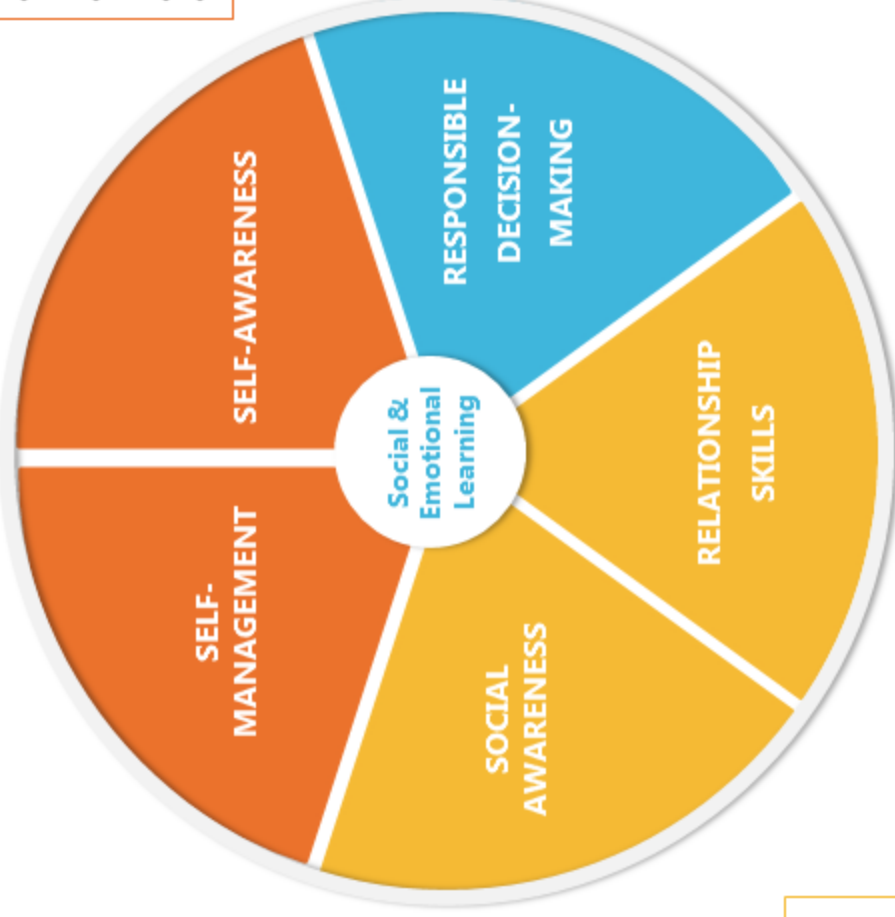 SELF-
MANAGEMENT
SELF-AWARENESS
Social &
Emotional
Learning
SOCIAL
AWARENESS
RESPONSIBLE
DECISION-
MAKING
RELATIONSHIP
SKILLS